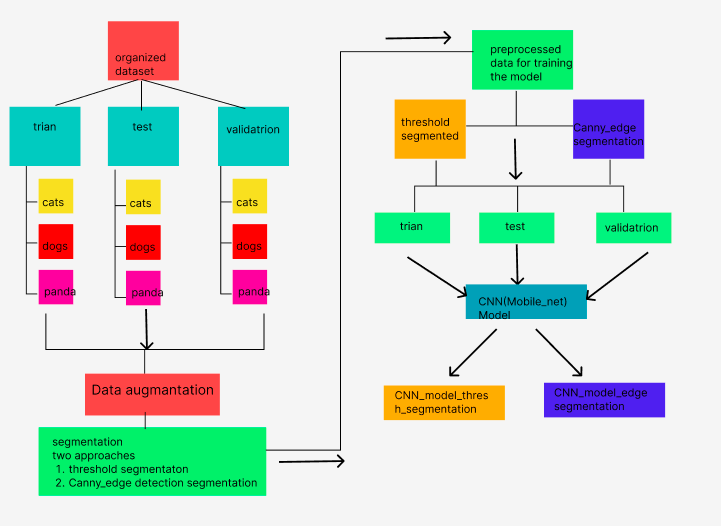 organized
dataset
trian
test
validatrion
cats
dogs
panda
cats
dogs
panda
cats
dogs
panda
Data augmantation
segmentation
two approaches
1. threshold segmentaton
2. Canny_edge detection segmentation
preprocessed
data for training
the model
threshold
segmented
Canny_edge
segmentation
trian
test
validatrion
CNN(Mobile_net)
Model
CNN_model_thres
h_segmentation
CNN_model_edge
segmentation